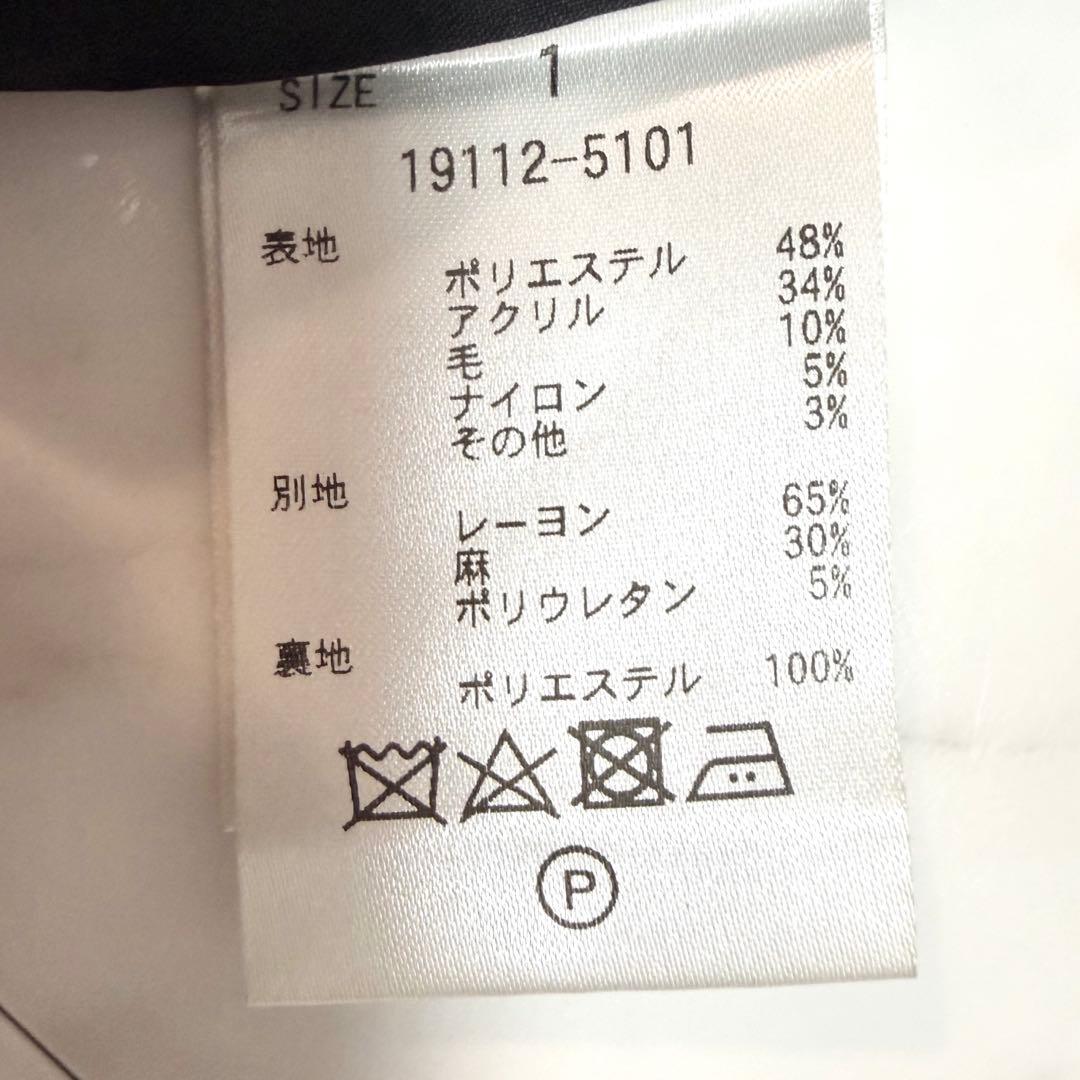 SIZE 1
19112-5101
表地
ポリエステル 48%
アクリル 34%
毛 10%
ナイロン 5%
その他 3%
別地
レーヨン 65%
麻 30%
ポリウレタン 5%
裏地
ポリエステル 100%
P